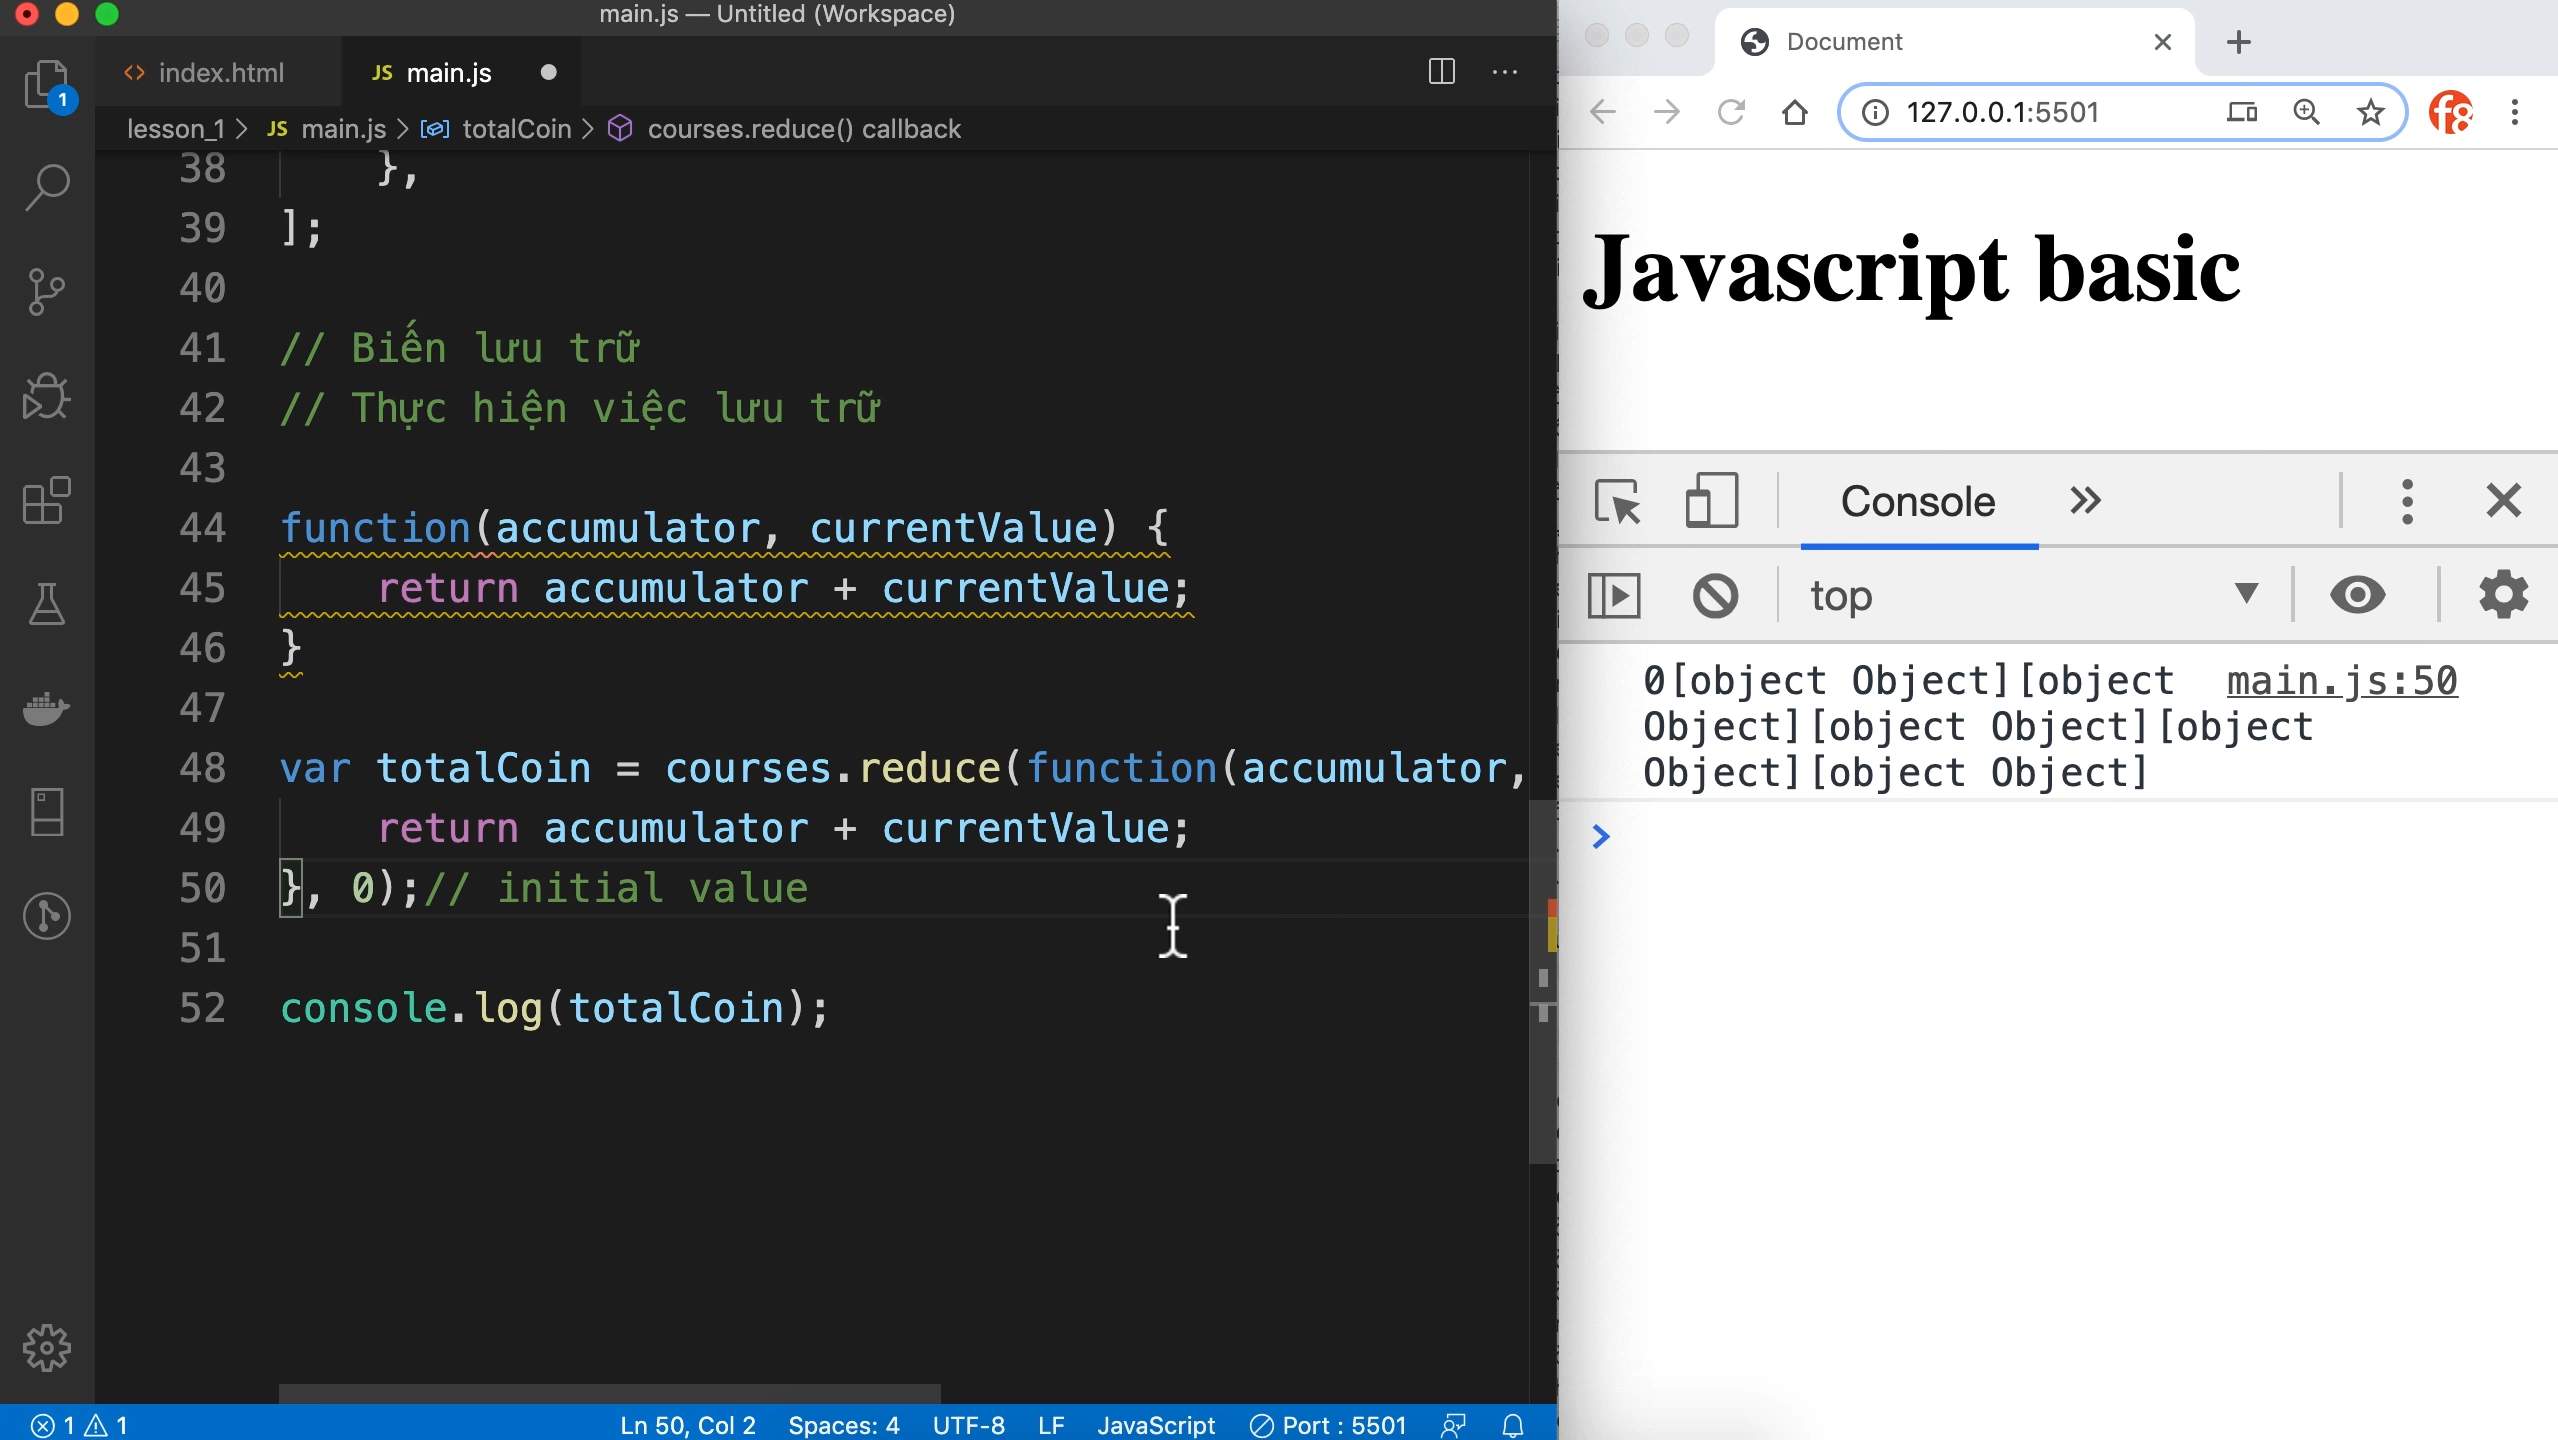 main.js — Untitled (Workspace)
index.html
JS main.js
lesson_1 > JS main.js > totalCoin > courses.reduce() callback
1
38 },
39 ];
40
41 // Biến lưu trữ
42 // Thực hiện việc lưu trữ
43
44 function(accumulator, currentValue) {
45 return accumulator + currentValue;
46 }
47
48 var totalCoin = courses.reduce(function(accumulator,
49 return accumulator + currentValue;
50 }, 0);// initial value
51
52 console.log(totalCoin);
1 1
Ln 50, Col 2 Spaces: 4 UTF-8 LF JavaScript Port : 5501
Document
127.0.0.1:5501
f8
Javascript basic
Console
top
0[object Object][object main.js:50
Object][object Object][object
Object][object Object]
>